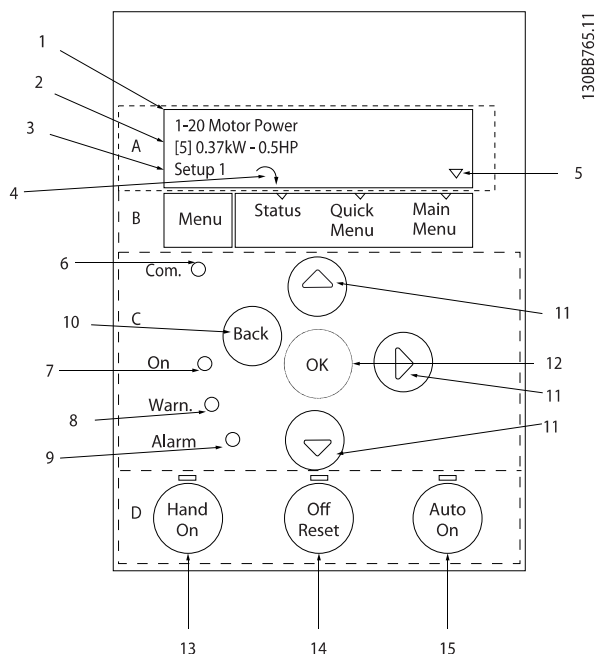 130BB765.11
1
2
3
4
5
A
1-20 Motor Power
[5] 0.37kW - 0.5HP
Setup 1
B
Menu
Status
Quick
Menu
Main
Menu
6
Com.
11
C
10
Back
OK
12
7
On
11
8
Warn.
11
9
Alarm
D
Hand
On
Off
Reset
Auto
On
13
14
15